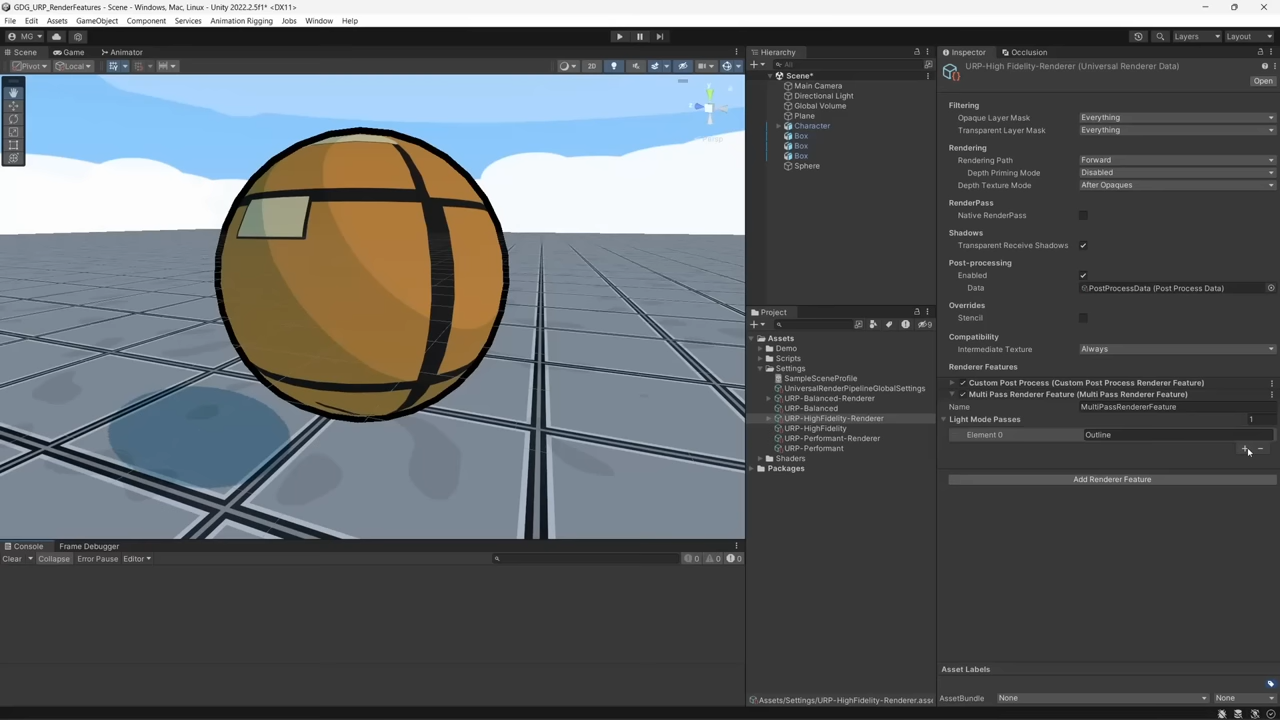 GDG_URP_RenderFeatures - Scene - Windows, Mac, Linux - Unity 2022.2.5f1* <DX11>
File Edit Assets GameObject Component Services Animation Rigging Jobs Window Help
MG Layers Layout
Scene Game Animator
Pivot Local 2D
Hierarchy
All
Scene*
Main Camera
Directional Light
Global Volume
Plane
Character
Box
Box
Box
Sphere
Project
9
Assets
Demo
Scripts
Settings
SampleSceneProfile
UniversalRenderPipelineGlobalSettings
URP-Balanced-Renderer
URP-Balanced
URP-HighFidelity-Renderer
URP-HighFidelity
URP-Performant-Renderer
URP-Performant
Shaders
Packages
Assets/Settings/URP-HighFidelity-Renderer.asse
Console Frame Debugger
Clear Collapse Error Pause Editor 0 0 0
Inspector Occlusion
URP-High Fidelity-Renderer (Universal Renderer Data)
Open
Filtering
Opaque Layer Mask Everything
Transparent Layer Mask Everything
Rendering
Rendering Path Forward
Depth Priming Mode Disabled
Depth Texture Mode After Opaques
RenderPass
Native RenderPass
Shadows
Transparent Receive Shadows
Post-processing
Enabled
Data PostProcessData (Post Process Data)
Overrides
Stencil
Compatibility
Intermediate Texture Always
Renderer Features
Custom Post Process (Custom Post Process Renderer Feature)
Multi Pass Renderer Feature (Multi Pass Renderer Feature)
Name MultiPassRendererFeature
Light Mode Passes 1
Element 0 Outline
+ -
Add Renderer Feature
Asset Labels
AssetBundle None None